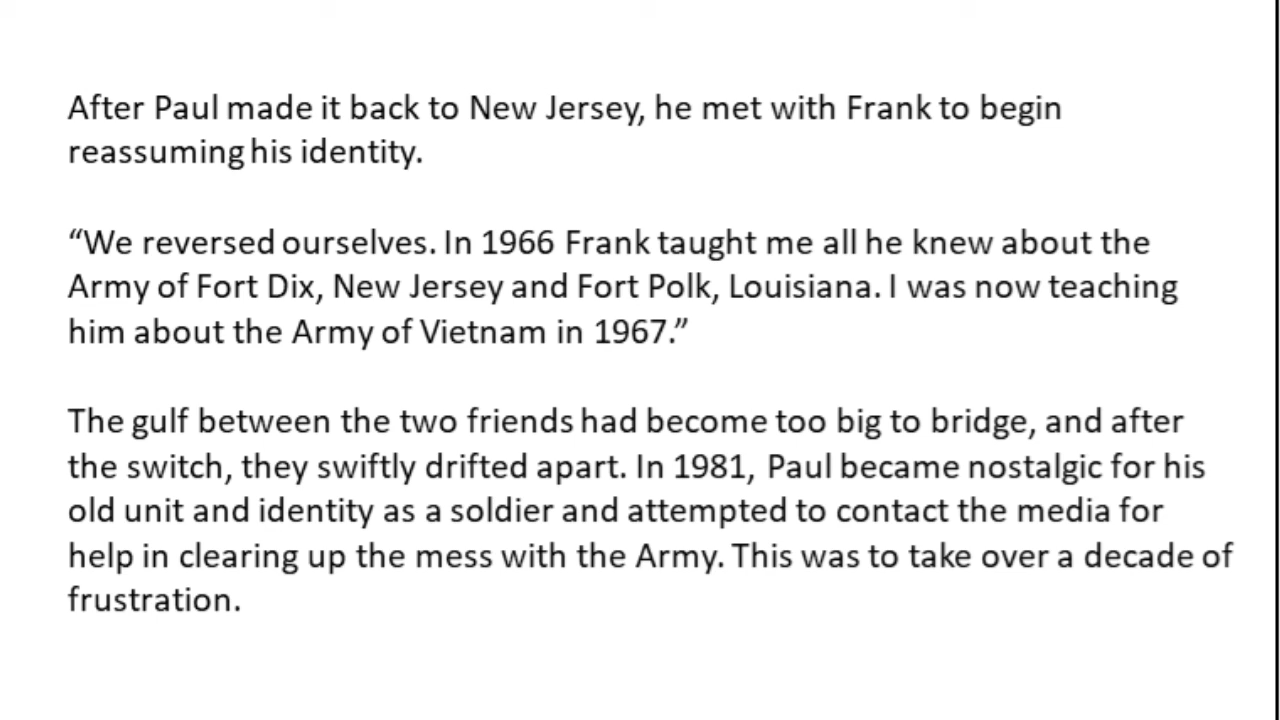 After Paul made it back to New Jersey, he met with Frank to begin
reassuming his identity.
“We reversed ourselves. In 1966 Frank taught me all he knew about the
Army of Fort Dix, New Jersey and Fort Polk, Louisiana. I was now teaching
him about the Army of Vietnam in 1967.”
The gulf between the two friends had become too big to bridge, and after
the switch, they swiftly drifted apart. In 1981, Paul became nostalgic for his
old unit and identity as a soldier and attempted to contact the media for
help in clearing up the mess with the Army. This was to take over a decade of
frustration.